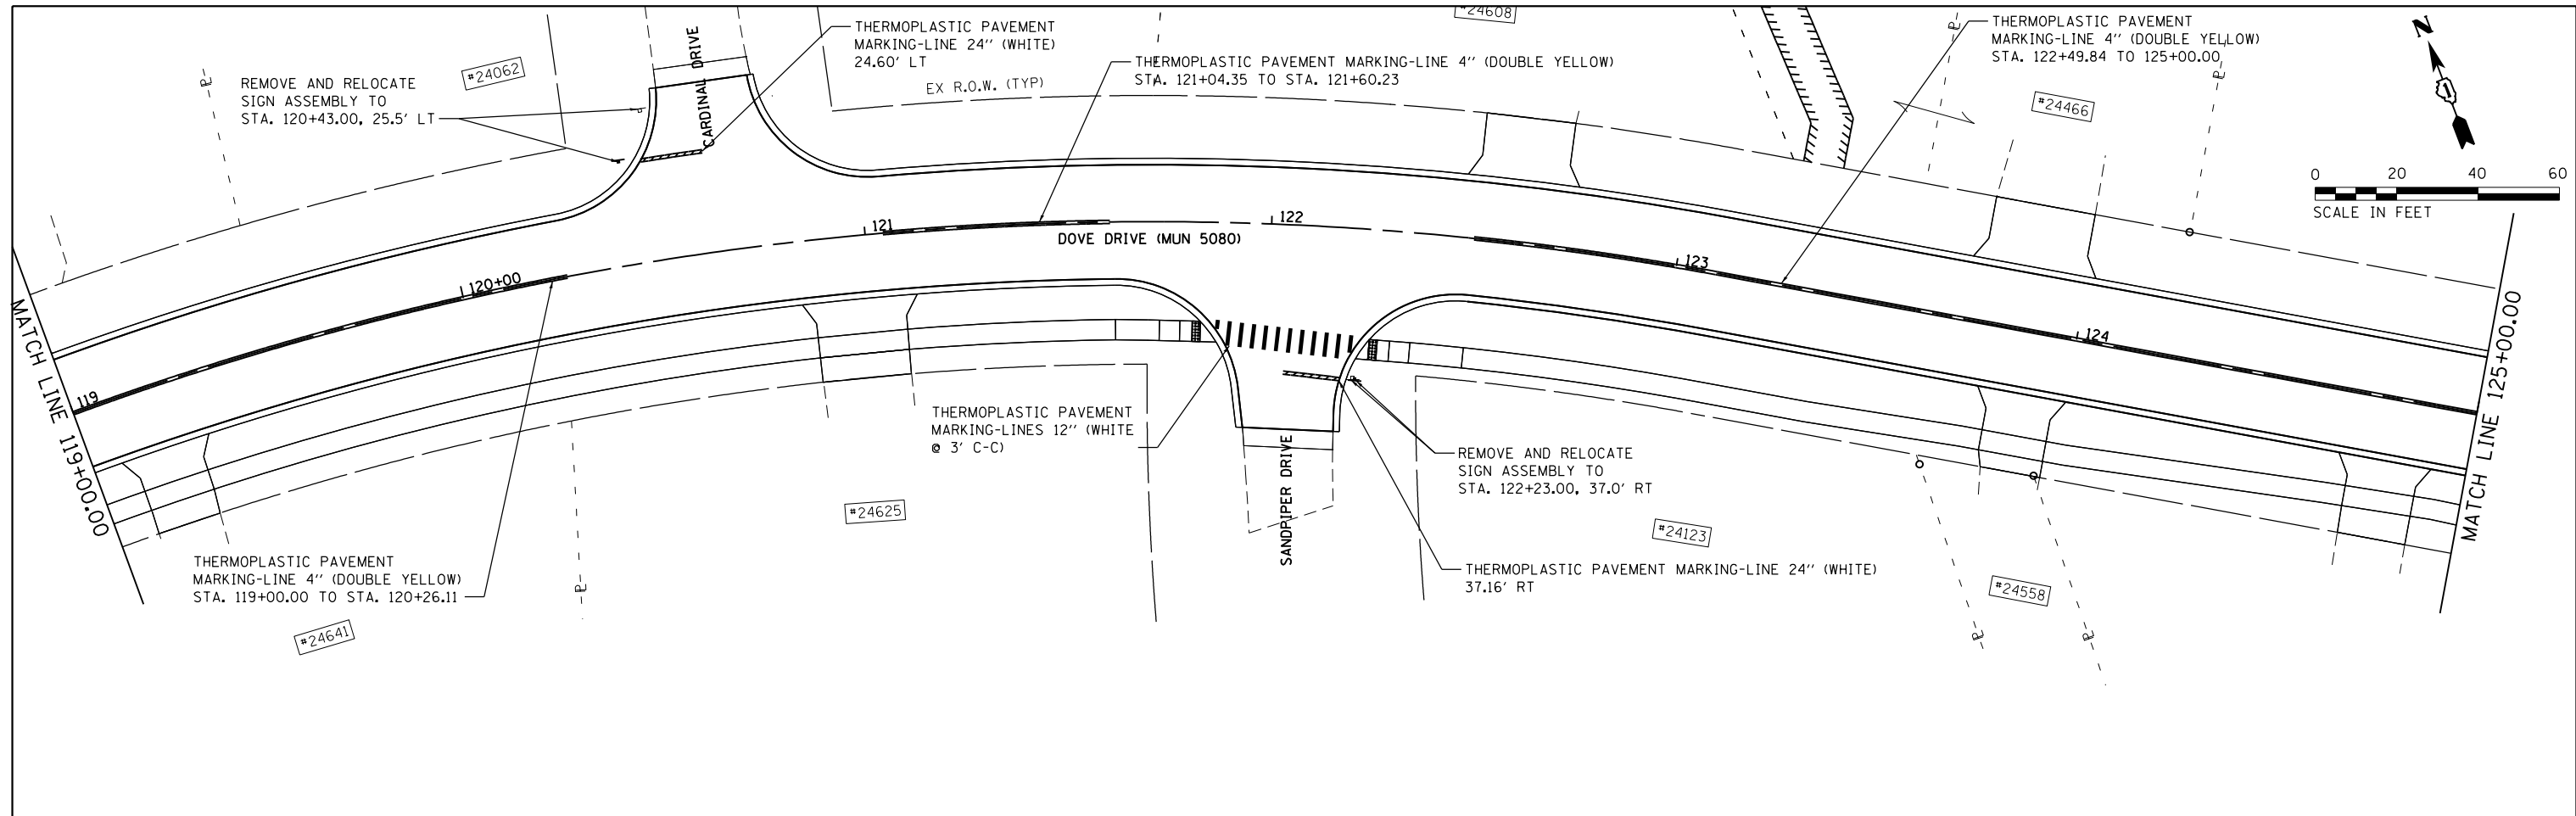 #24608
THERMOPLASTIC PAVEMENT
MARKING-LINE 24" (WHITE)
24.60' LT
THERMOPLASTIC PAVEMENT
MARKING-LINE 4" (DOUBLE YELLOW)
STA. 122+49.84 TO 125+00.00
N
CARDINAL DRIVE
#24062
REMOVE AND RELOCATE
SIGN ASSEMBLY TO
STA. 120+43.00, 25.5' LT
THERMOPLASTIC PAVEMENT MARKING-LINE 4" (DOUBLE YELLOW)
STA. 121+04.35 TO STA. 121+60.23
EX R.O.W. (TYP)
#24466
0 20 40 60
SCALE IN FEET
119
120+00
121
122
123
124
DOVE DRIVE (MUN 5080)
MATCH LINE 119+00.00
MATCH LINE 125+00.00
THERMOPLASTIC PAVEMENT
MARKING-LINES 12" (WHITE
@ 3' C-C)
SANDPIPER DRIVE
REMOVE AND RELOCATE
SIGN ASSEMBLY TO
STA. 122+23.00, 37.0' RT
#24625
#24123
THERMOPLASTIC PAVEMENT
MARKING-LINE 4" (DOUBLE YELLOW)
STA. 119+00.00 TO STA. 120+26.11
THERMOPLASTIC PAVEMENT MARKING-LINE 24" (WHITE)
37.16' RT
#24558
#24641